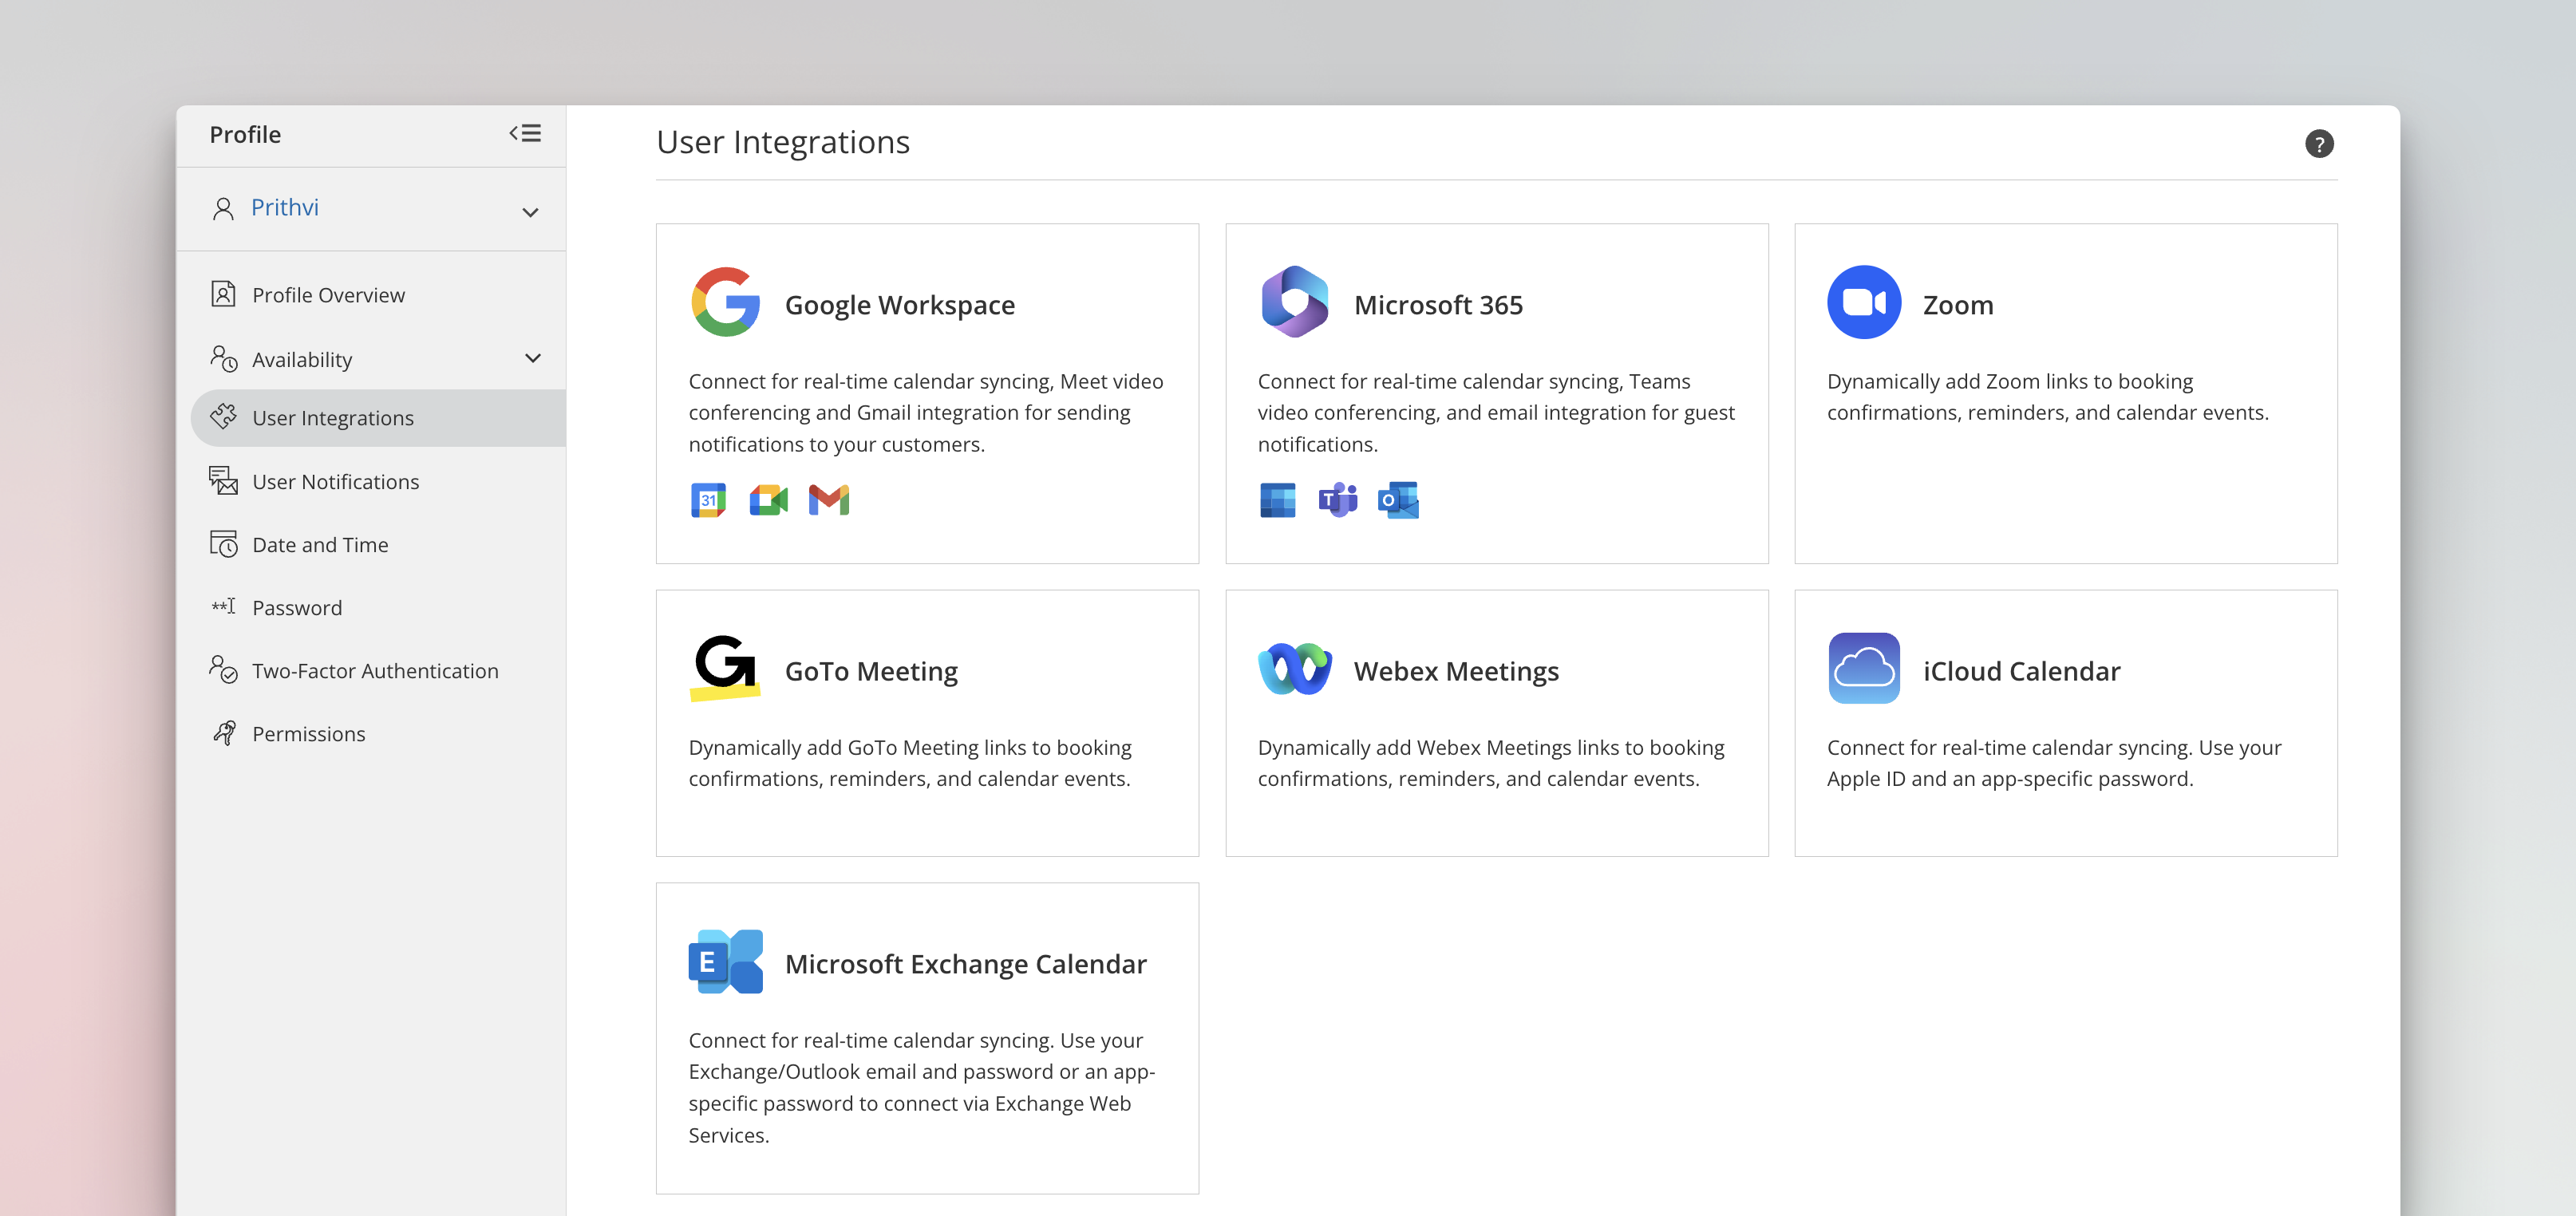 Profile
Prithvi
Profile Overview
Availability
User Integrations
User Notifications
Date and Time
**
Password
Two-Factor Authentication
Permissions
User Integrations
?
Google Workspace
Connect for real-time calendar syncing, Meet video
conferencing and Gmail integration for sending
notifications to your customers.
31
Microsoft 365
Connect for real-time calendar syncing, Teams
video conferencing, and email integration for guest
notifications.
T
O
Zoom
Dynamically add Zoom links to booking
confirmations, reminders, and calendar events.
GoTo Meeting
Dynamically add GoTo Meeting links to booking
confirmations, reminders, and calendar events.
Webex Meetings
Dynamically add Webex Meetings links to booking
confirmations, reminders, and calendar events.
iCloud Calendar
Connect for real-time calendar syncing. Use your
Apple ID and an app-specific password.
E
Microsoft Exchange Calendar
Connect for real-time calendar syncing. Use your
Exchange/Outlook email and password or an app-
specific password to connect via Exchange Web
Services.